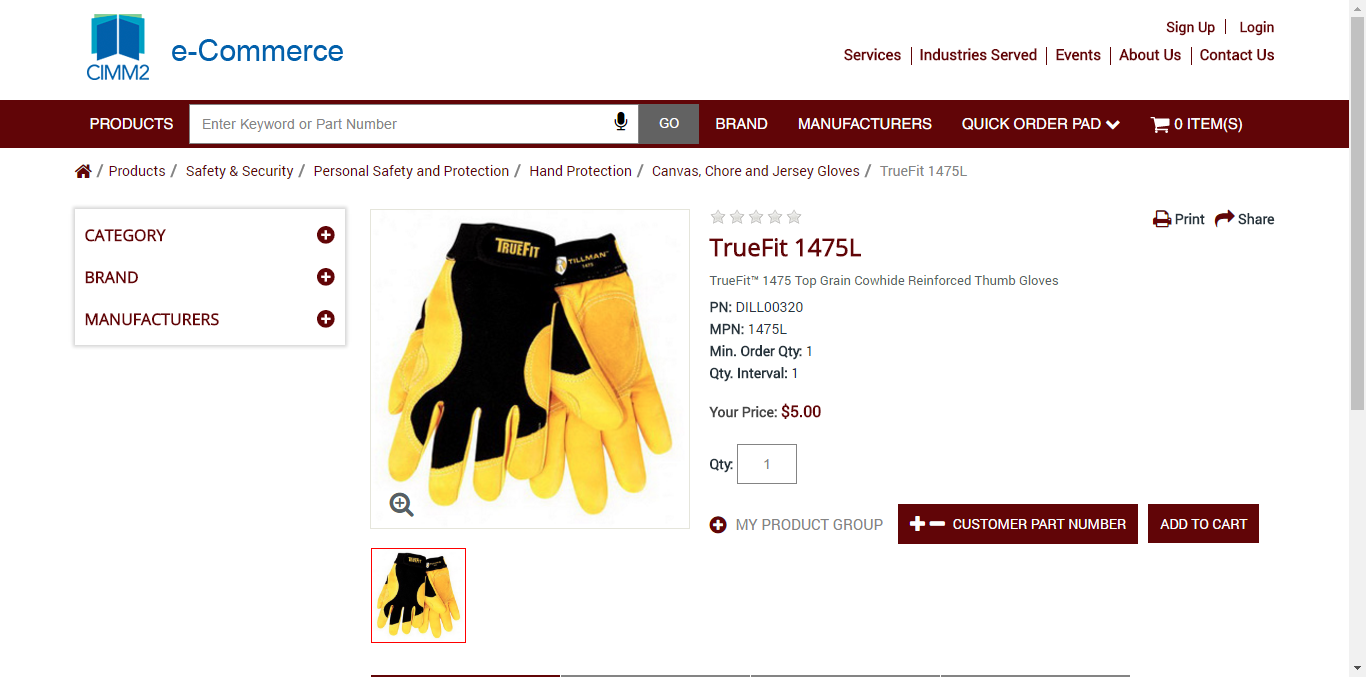 Sign Up
Login
CIMM2
e-Commerce
Services
Industries Served
Events
About Us
Contact Us
PRODUCTS
Enter Keyword or Part Number
GO
BRAND
MANUFACTURERS
QUICK ORDER PAD
0 ITEM(S)
/ Products / Safety & Security / Personal Safety and Protection / Hand Protection / Canvas, Chore and Jersey Gloves / TrueFit 1475L
CATEGORY
BRAND
MANUFACTURERS
TRUEFIT
TILLMAN™
1475
Print
Share
TrueFit 1475L
TrueFit™ 1475 Top Grain Cowhide Reinforced Thumb Gloves
PN: DILL00320
MPN: 1475L
Min. Order Qty: 1
Qty. Interval: 1
Your Price: $5.00
Qty: 1
MY PRODUCT GROUP
CUSTOMER PART NUMBER
ADD TO CART
TRUEFIT